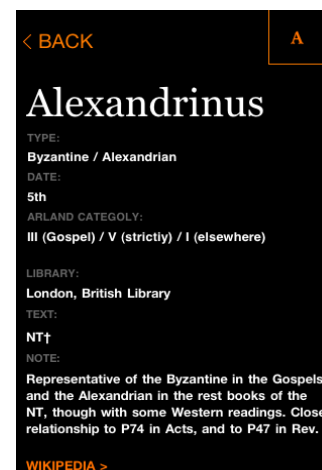 < BACK
A
Alexandrinus
TYPE:
Byzantine / Alexandrian
DATE:
5th
ARLAND CATEGOLY:
III (Gospel) / V (strictiy) / I (elsewhere)
LIBRARY:
London, British Library
TEXT:
NT†
NOTE:
Representative of the Byzantine in the Gospels
and the Alexandrian in the rest books of the
NT, though with some Western readings. Close
relationship to P74 in Acts, and to P47 in Rev.
WIKIPEDIA >